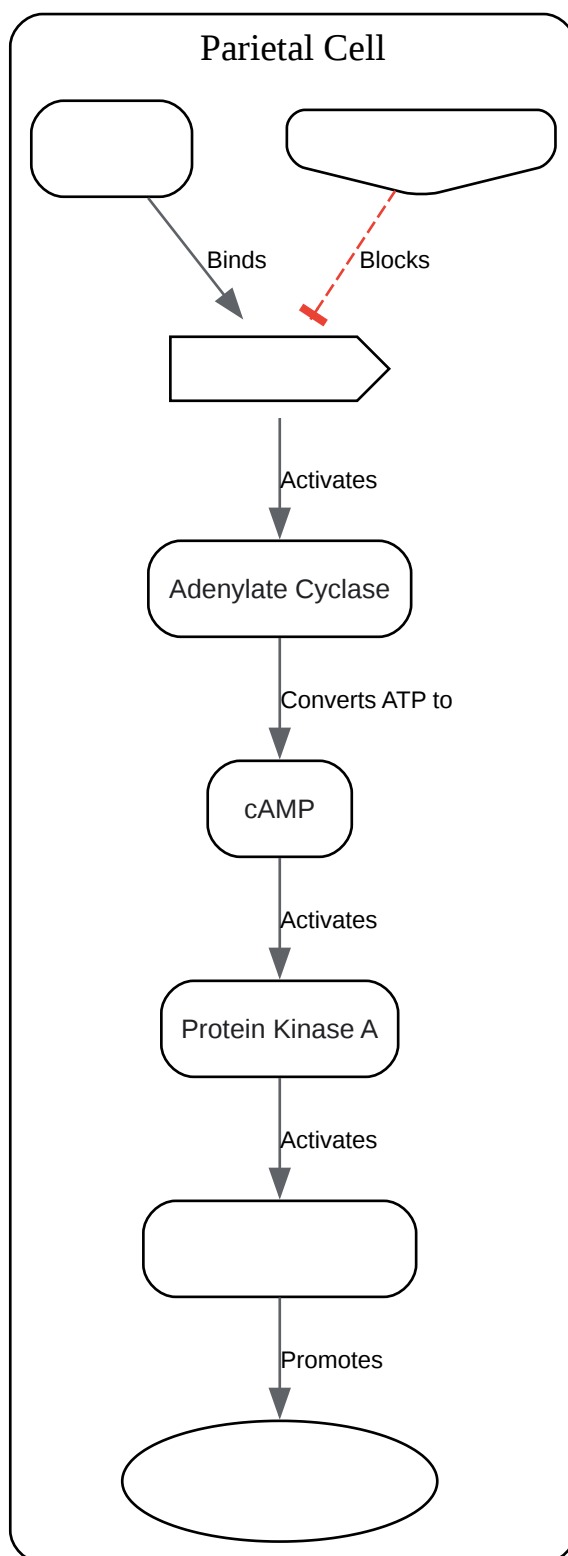 Parietal Cell
Binds
Blocks
Activates
Adenylate Cyclase
Converts ATP to
cAMP
Activates
Protein Kinase A
Activates
Promotes